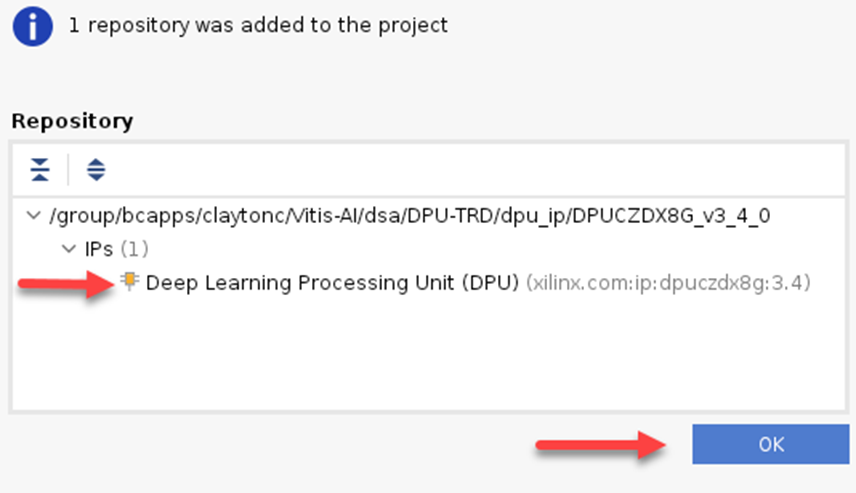 1 repository was added to the project
Repository
/group/bcapps/claytonc/Vitis-AI/dsa/DPU-TRD/dpu_ip/DPUCZDX8G_v3_4_0
IPs (1)
Deep Learning Processing Unit (DPU) (xilinx.com:ip:dpuczdx8g:3.4)
OK